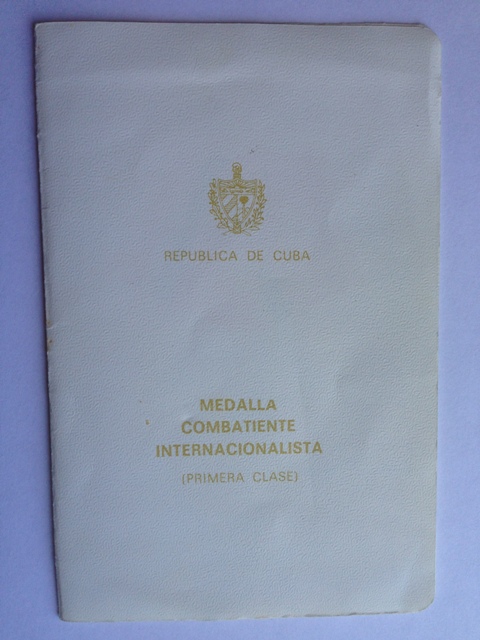 REPUBLICA DE CUBA
MEDALLA
COMBATIENTE
INTERNACIONALISTA
(PRIMERA CLASE)